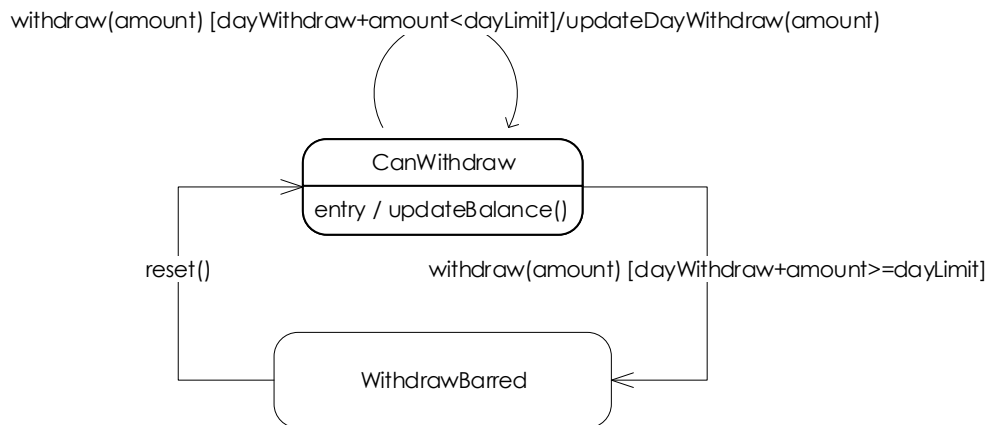 withdraw(amount) [dayWithdraw+amount<dayLimit]/updateDayWithdraw(amount)
CanWithdraw
entry / updateBalance()
reset()
withdraw(amount) [dayWithdraw+amount>=dayLimit]
WithdrawBarred